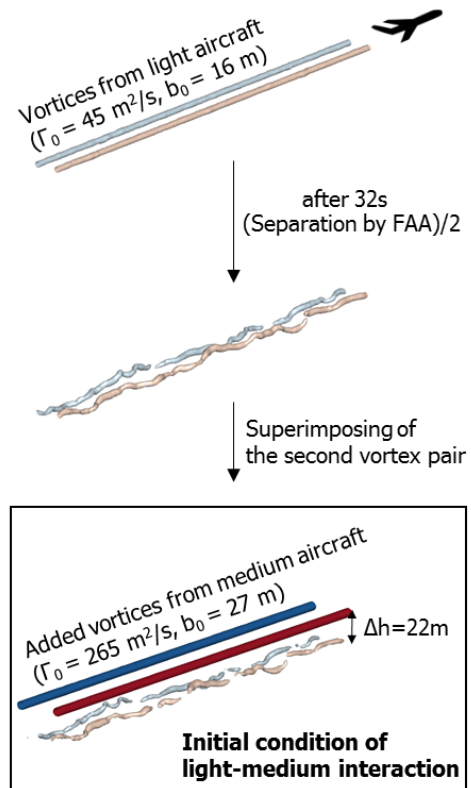 Vortices from light aircraft
(Γ₀ = 45 m²/s, b₀ = 16 m)
after 32s
(Separation by FAA)/2
Superimposing of
the second vortex pair
Added vortices from medium aircraft
(Γ₀ = 265 m²/s, b₀ = 27 m)
Δh=22m
Initial condition of
light-medium interaction